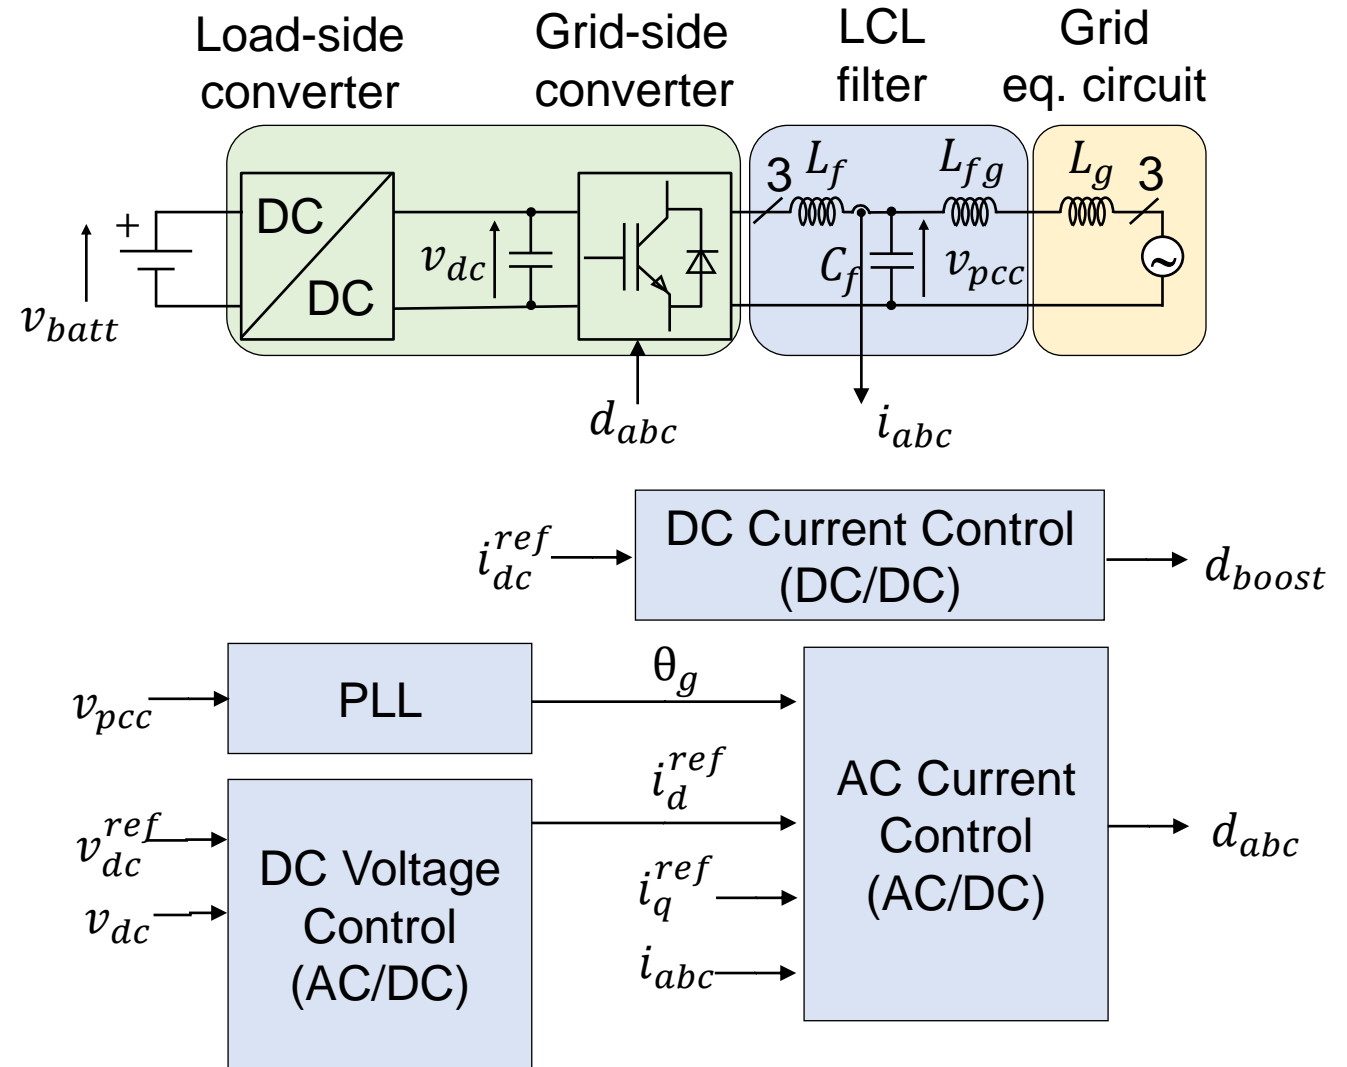 Load-side
converter
Grid-side
converter
LCL
filter
Grid
eq. circuit
DC
DC
+
v_batt
v_dc
3
L_f
L_fg
L_g
3
C_f
v_pcc
~
d_abc
i_abc
i_dc^ref
DC Current Control
(DC/DC)
d_boost
v_pcc
PLL
θ_g
v_dc^ref
v_dc
DC Voltage
Control
(AC/DC)
i_d^ref
i_q^ref
i_abc
AC Current
Control
(AC/DC)
d_abc